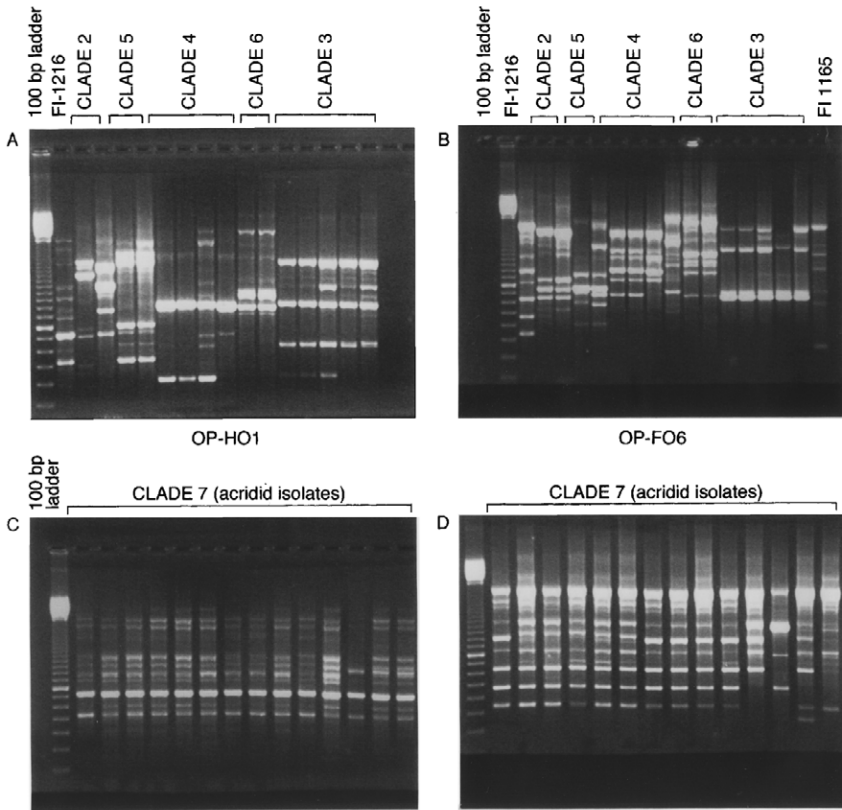 100 bp ladder
FI-1216
CLADE 2
CLADE 5
CLADE 4
CLADE 6
CLADE 3
A
OP-HO1
100 bp ladder
FI-1216
CLADE 2
CLADE 5
CLADE 4
CLADE 6
CLADE 3
FI 1165
B
OP-FO6
100 bp
ladder
CLADE 7 (acridid isolates)
C
CLADE 7 (acridid isolates)
D